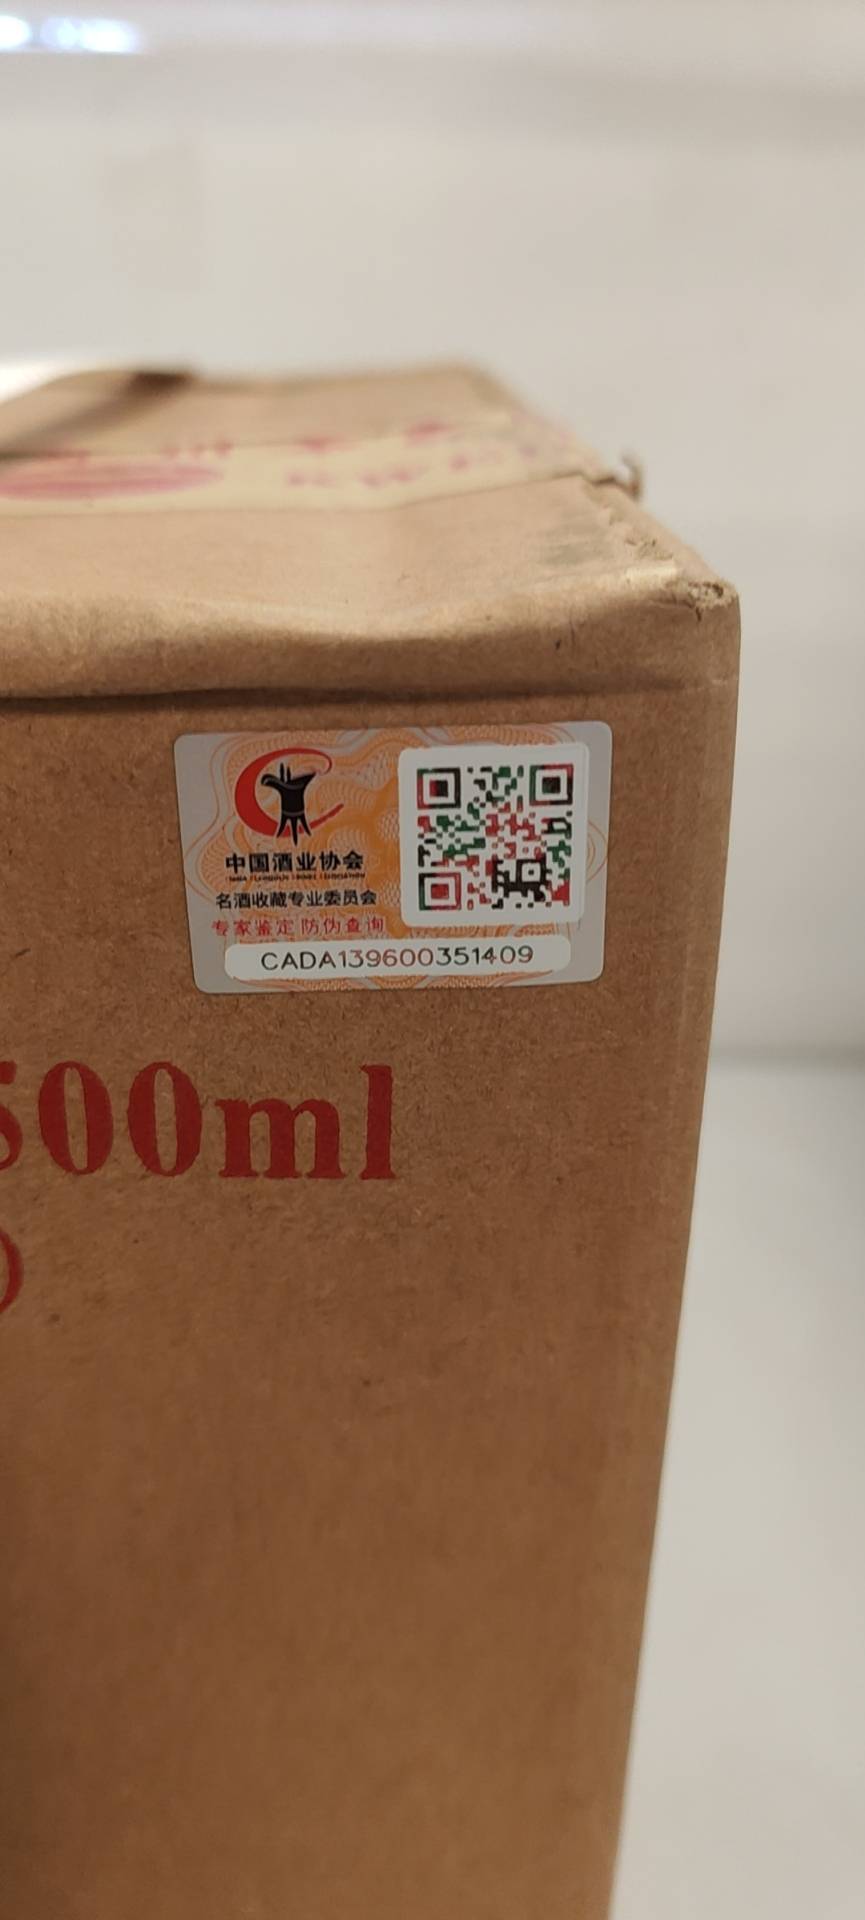 中国酒业协会
名酒收藏专业委员会
专家鉴定 防伪查询
CADA139600351409
500ml